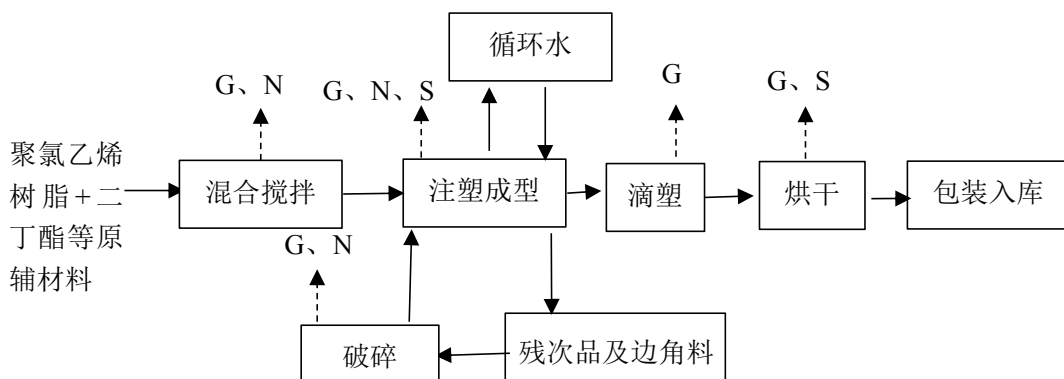 循环水
G、N
G、N、S
G
G、S
聚氯乙烯
树脂+二
丁酯等原
辅材料
混合搅拌
注塑成型
滴塑
烘干
包装入库
G、N
破碎
残次品及边角料